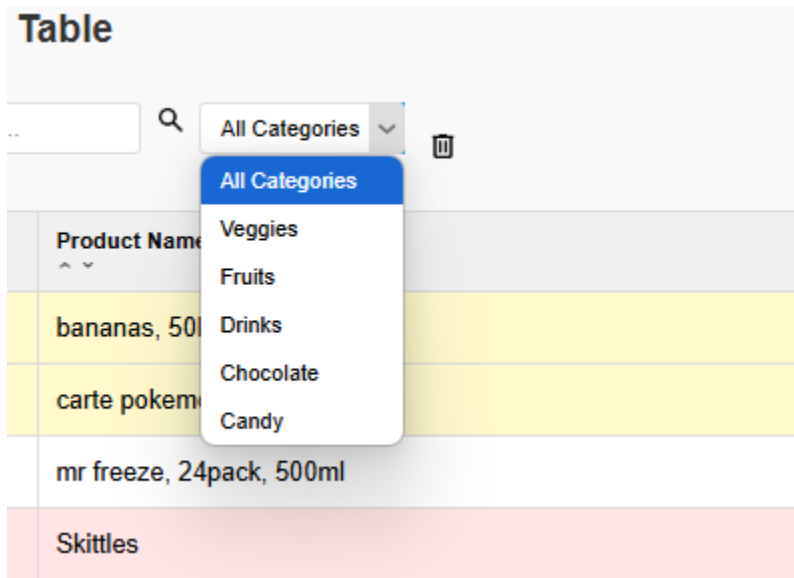 Table
..
All Categories
All Categories
Veggies
Fruits
Drinks
Chocolate
Candy
Product Name
bananas, 50
carte pokem
mr freeze, 24pack, 500ml
Skittles